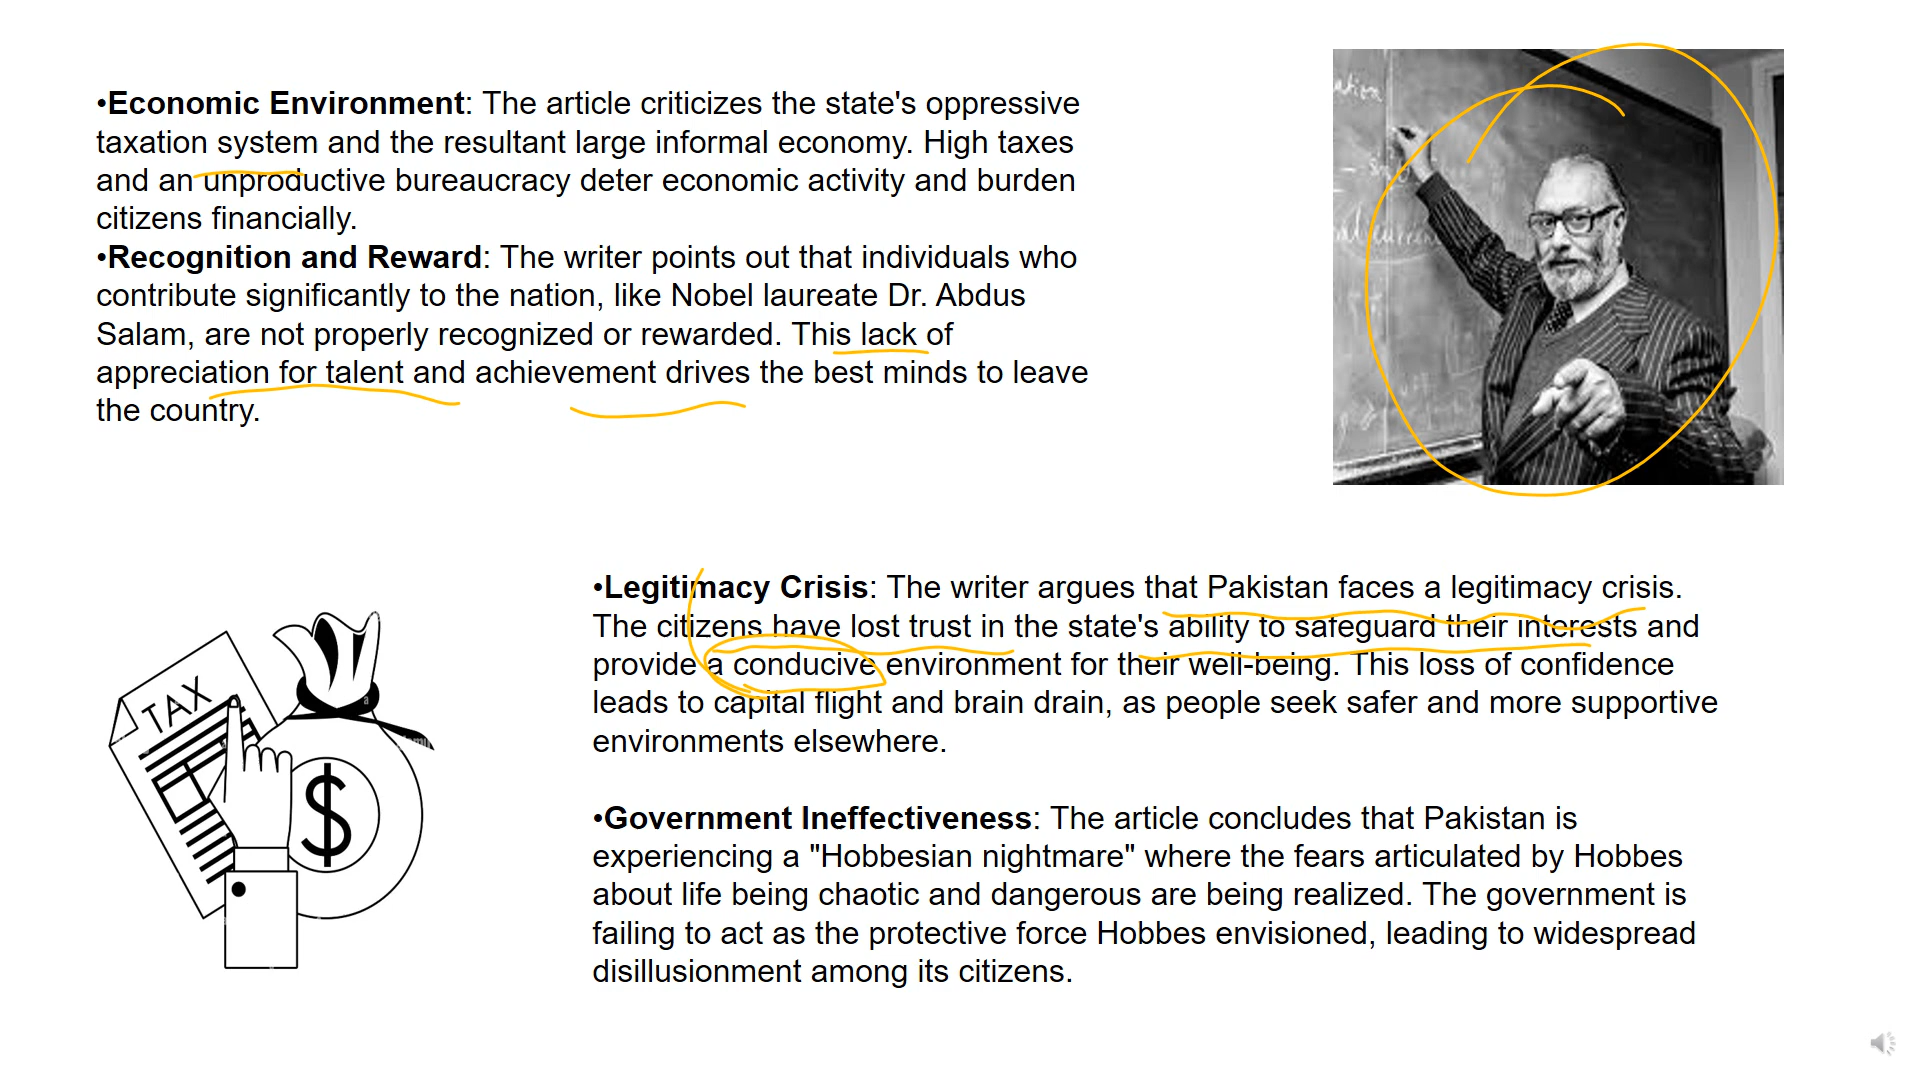 •Economic Environment: The article criticizes the state's oppressive
taxation system and the resultant large informal economy. High taxes
and an unproductive bureaucracy deter economic activity and burden
citizens financially.
•Recognition and Reward: The writer points out that individuals who
contribute significantly to the nation, like Nobel laureate Dr. Abdus
Salam, are not properly recognized or rewarded. This lack of
appreciation for talent and achievement drives the best minds to leave
the country.
TAX
$
•Legitimacy Crisis: The writer argues that Pakistan faces a legitimacy crisis.
The citizens have lost trust in the state's ability to safeguard their interests and
provide a conducive environment for their well-being. This loss of confidence
leads to capital flight and brain drain, as people seek safer and more supportive
environments elsewhere.
•Government Ineffectiveness: The article concludes that Pakistan is
experiencing a "Hobbesian nightmare" where the fears articulated by Hobbes
about life being chaotic and dangerous are being realized. The government is
failing to act as the protective force Hobbes envisioned, leading to widespread
disillusionment among its citizens.